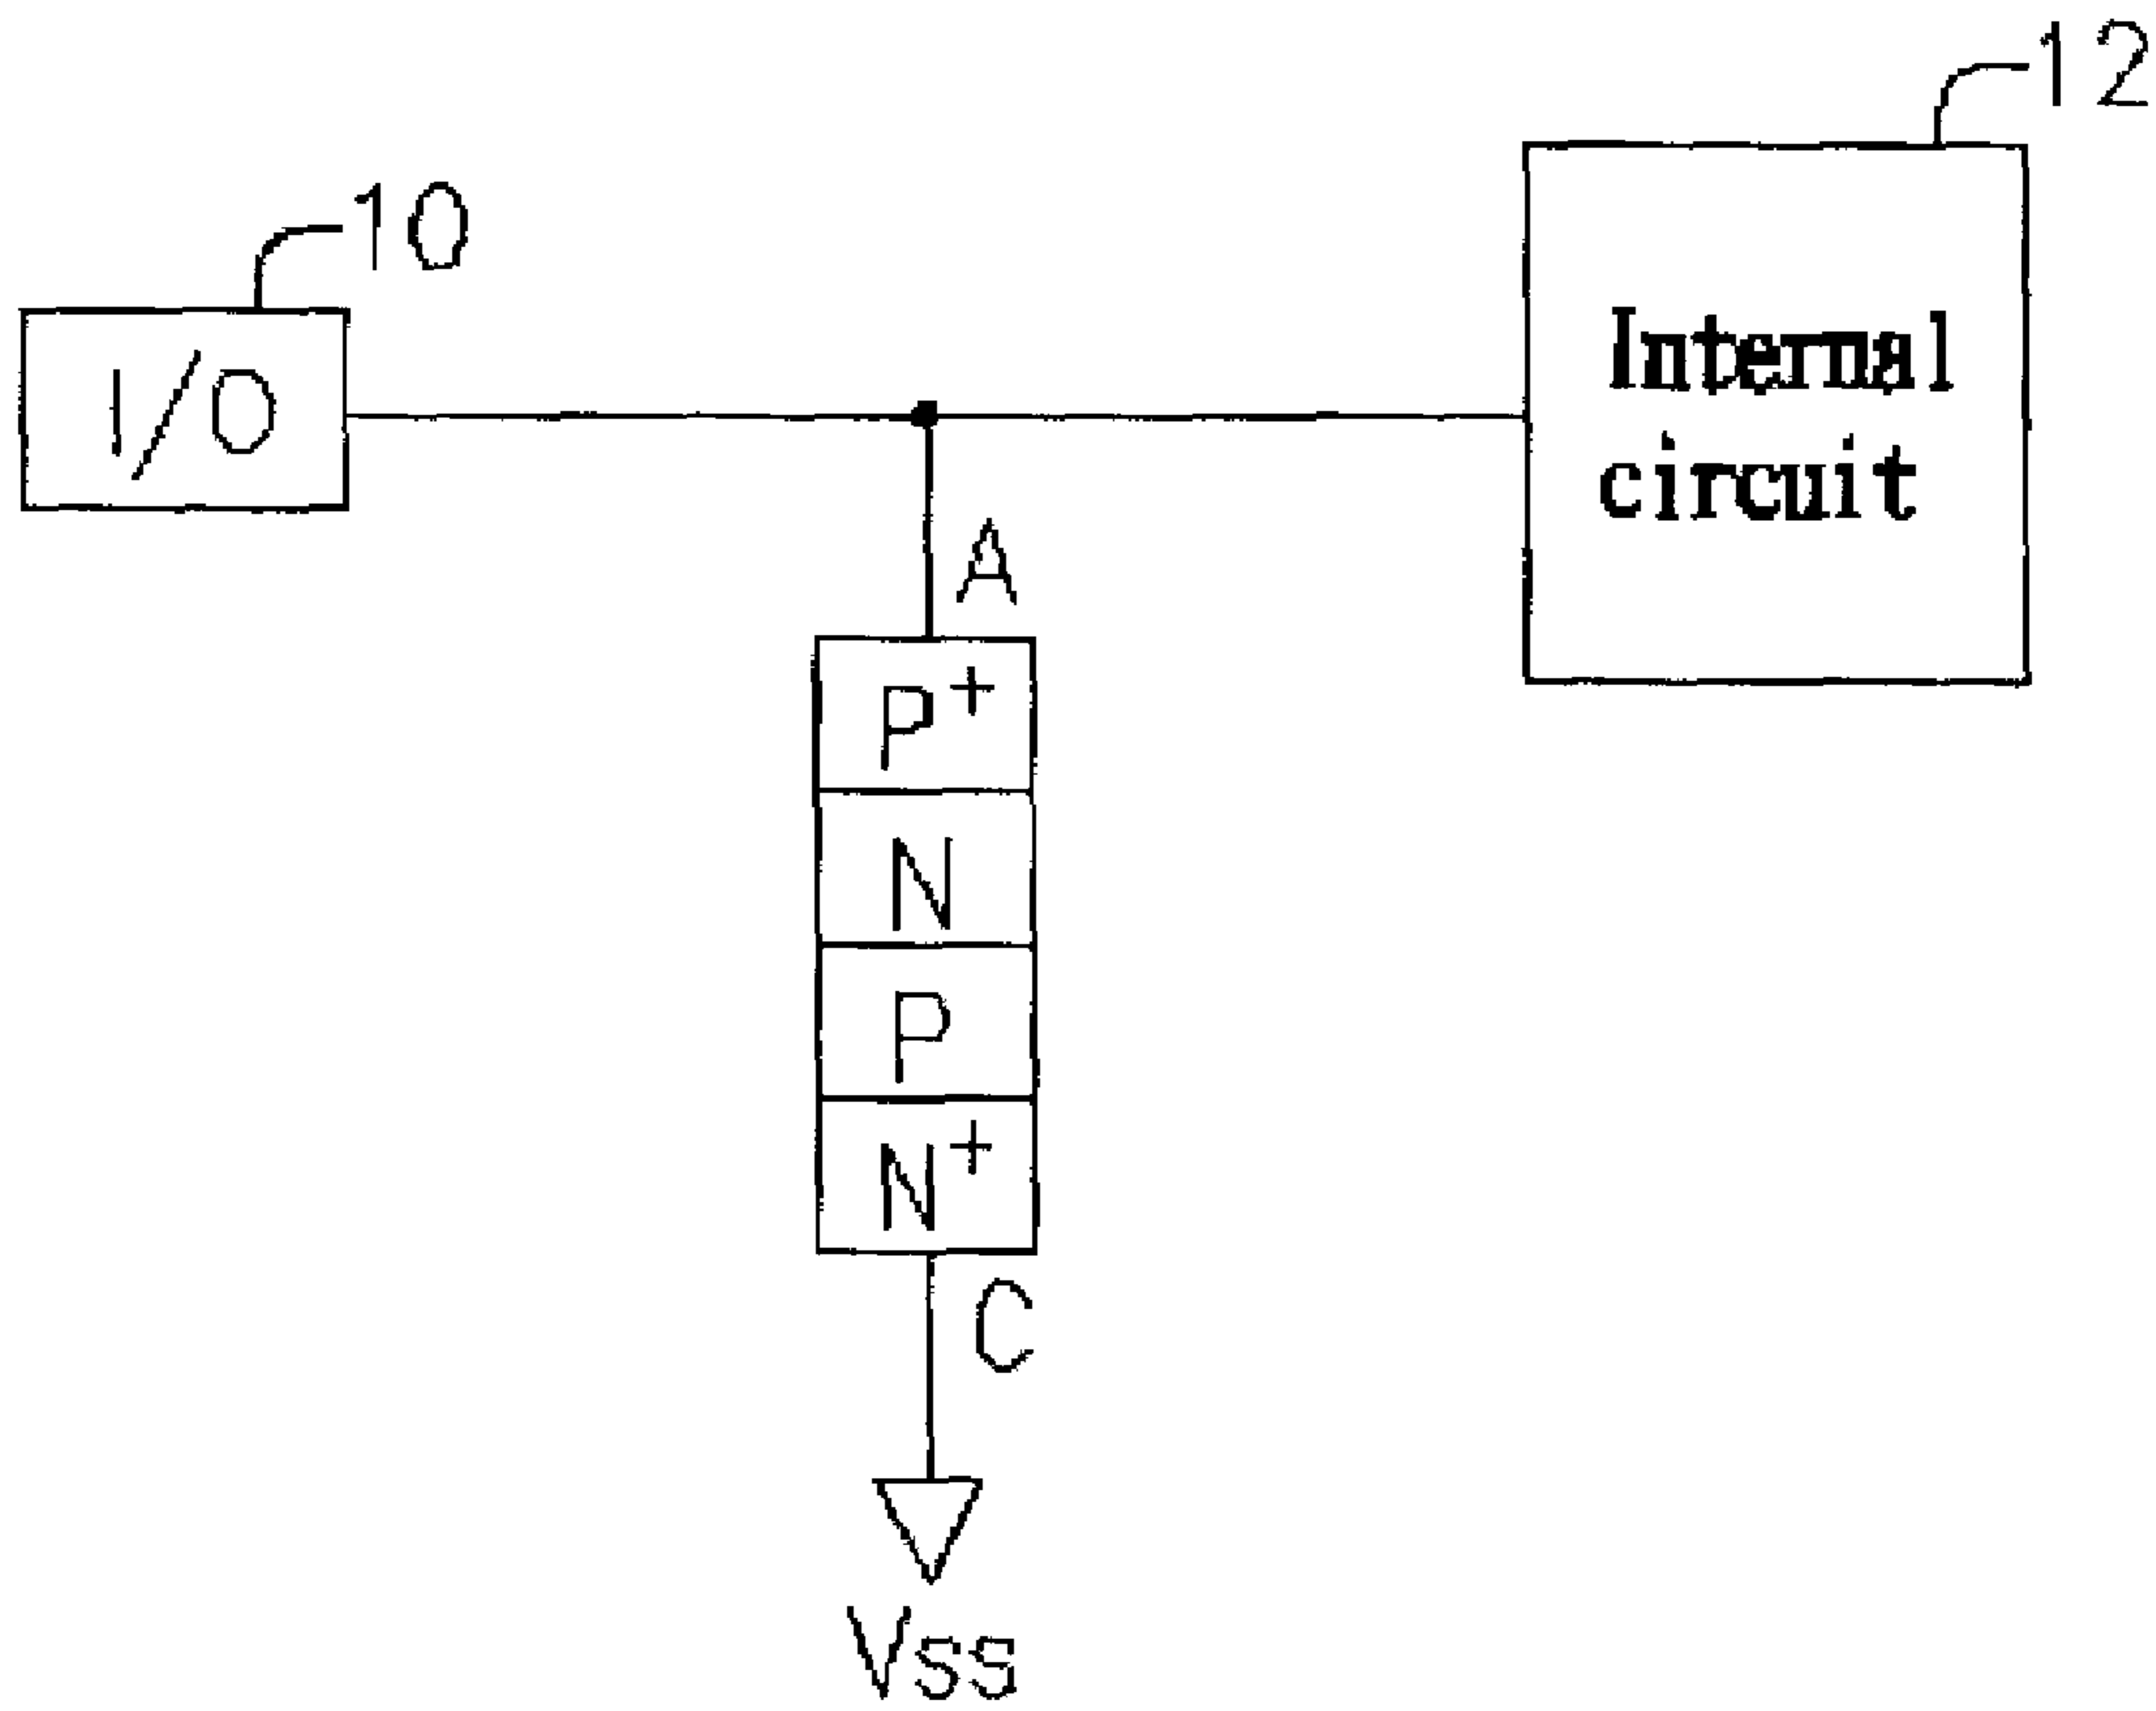 12
10
I/O
Internal
circuit
A
P+
N
P
N+
C
Vss